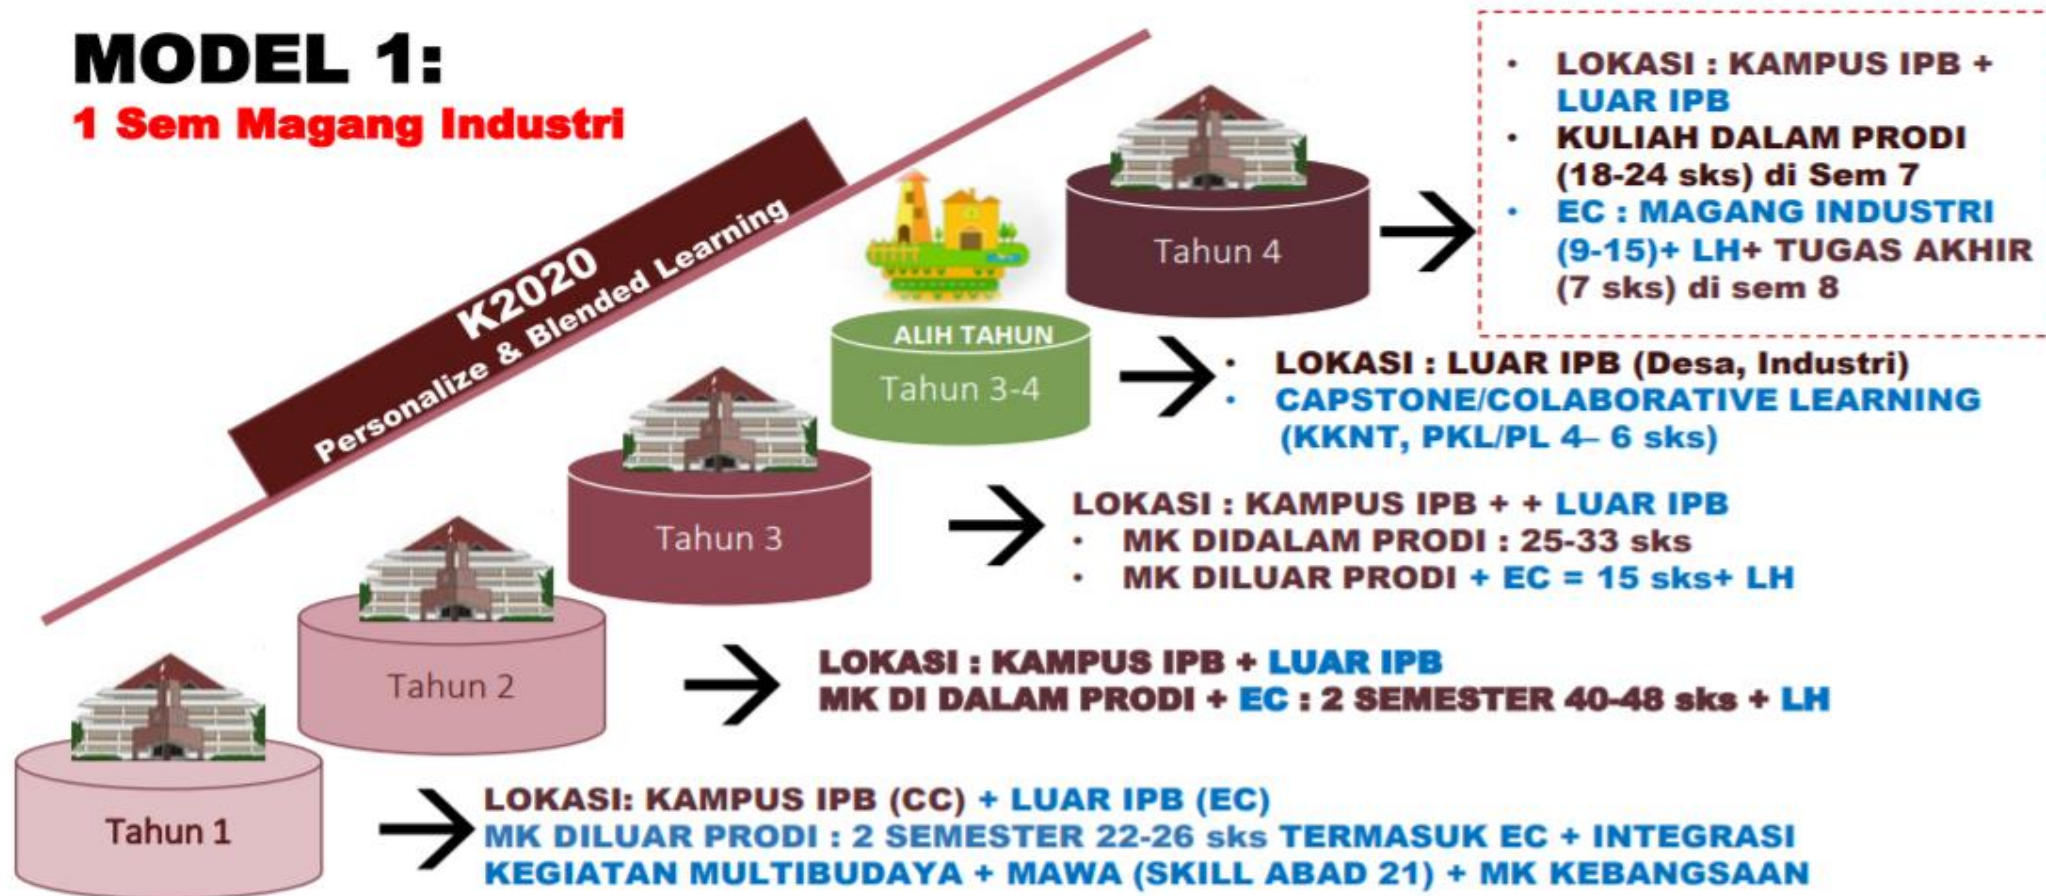 MODEL 1:
1 Sem Magang Industri
K2020
Personalize & Blended Learning
Tahun 4
• LOKASI : KAMPUS IPB +
LUAR IPB
• KULIAH DALAM PRODI
(18-24 sks) di Sem 7
• EC : MAGANG INDUSTRI
(9-15)+ LH+ TUGAS AKHIR
(7 sks) di sem 8
ALIH TAHUN
Tahun 3-4
• LOKASI : LUAR IPB (Desa, Industri)
• CAPSTONE/COLABORATIVE LEARNING
(KKNT, PKL/PL 4– 6 sks)
Tahun 3
LOKASI : KAMPUS IPB + + LUAR IPB
• MK DIDALAM PRODI : 25-33 sks
• MK DILUAR PRODI + EC = 15 sks+ LH
Tahun 2
LOKASI : KAMPUS IPB + LUAR IPB
MK DI DALAM PRODI + EC : 2 SEMESTER 40-48 sks + LH
Tahun 1
LOKASI: KAMPUS IPB (CC) + LUAR IPB (EC)
MK DILUAR PRODI : 2 SEMESTER 22-26 sks TERMASUK EC + INTEGRASI
KEGIATAN MULTIBUDAYA + MAWA (SKILL ABAD 21) + MK KEBANGSAAN